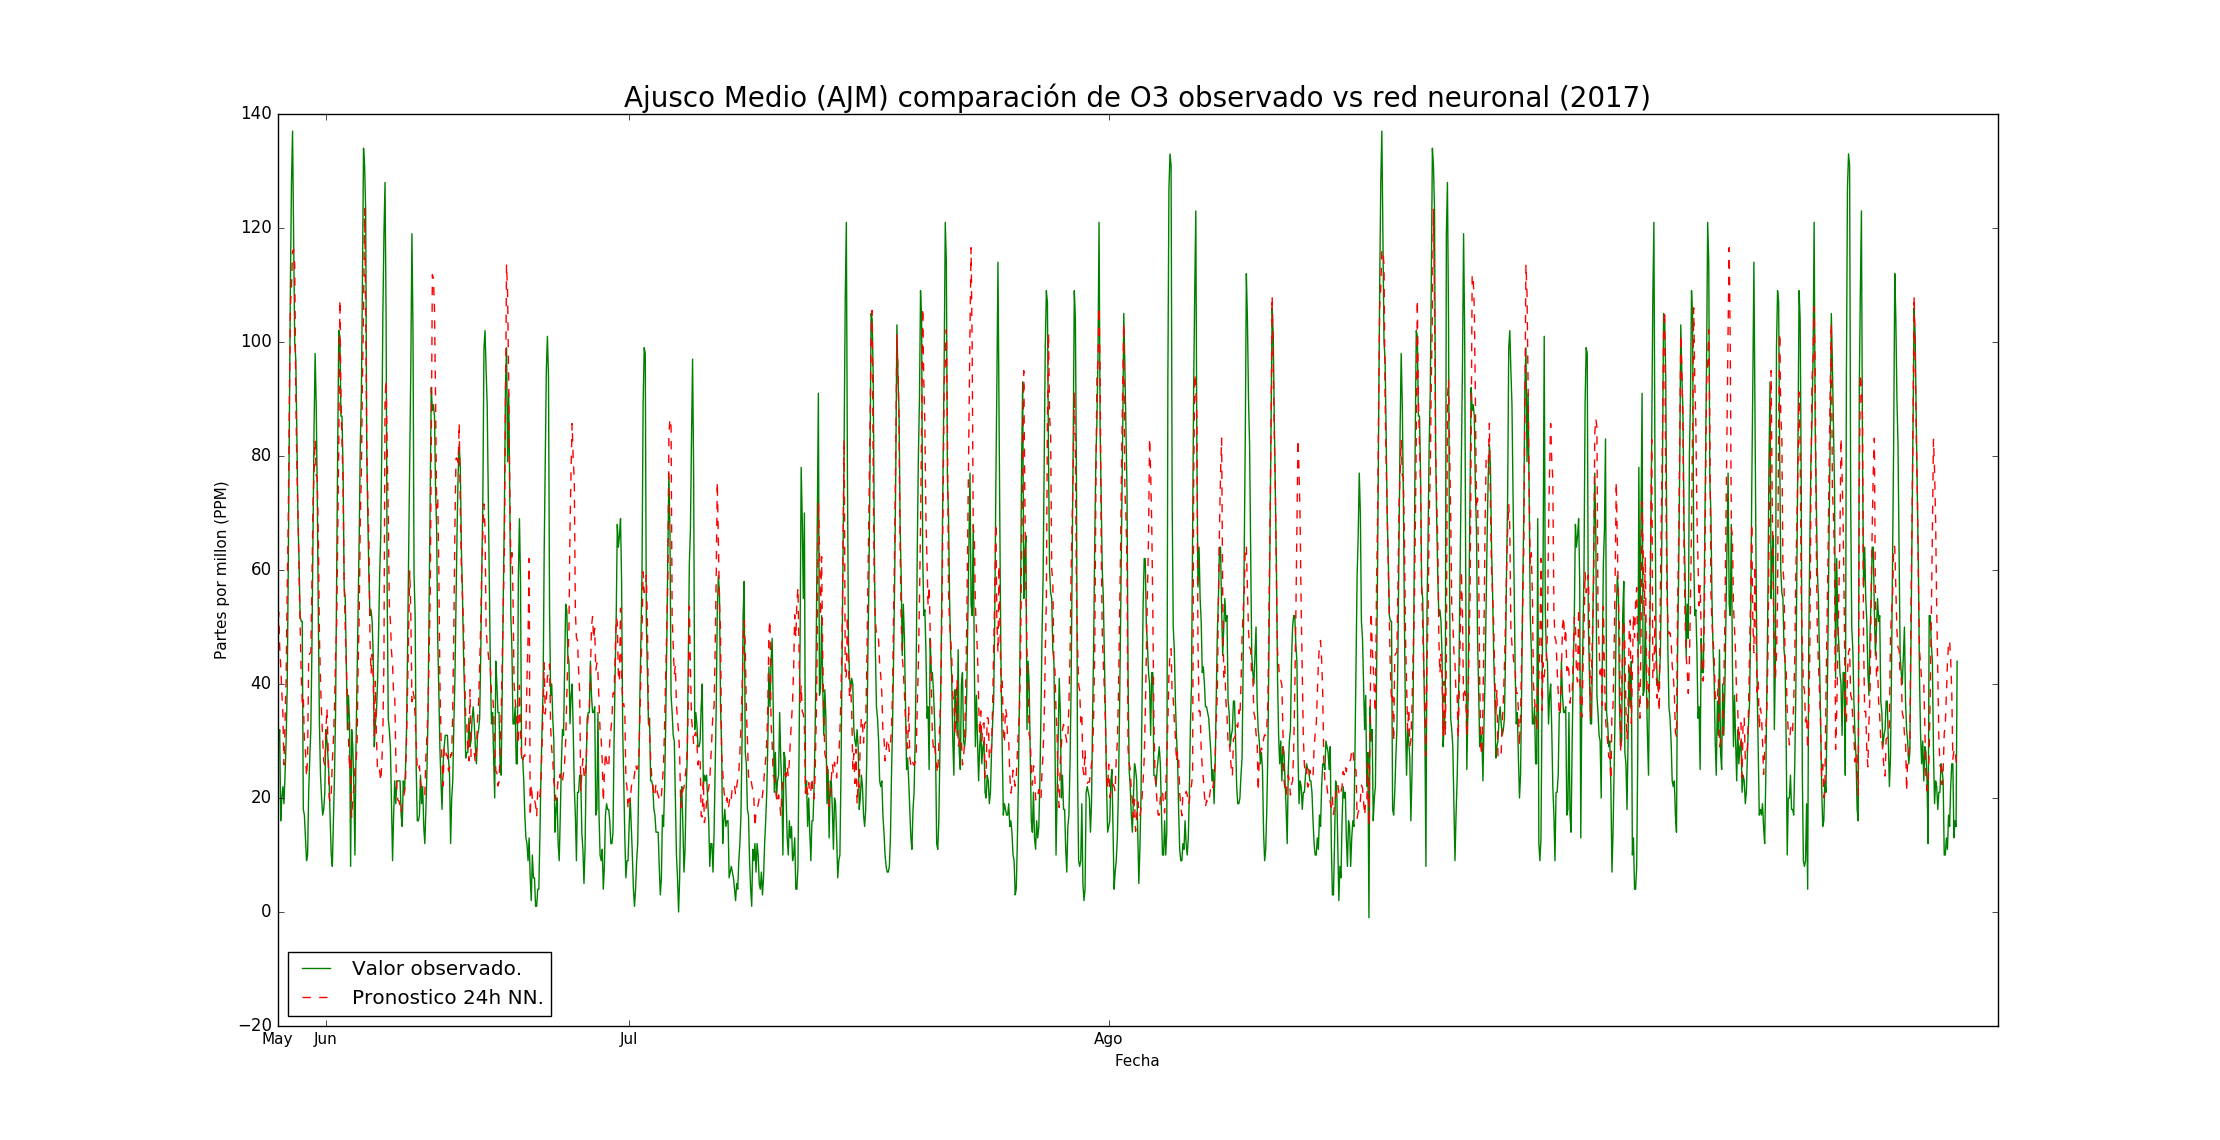 Ajusco Medio (AJM) comparación de O3 observado vs red neuronal (2017)
140
120
100
80
60
40
20
0
−20
Partes por millon (PPM)
Valor observado.
Pronostico 24h NN.
May Jun Jul Ago
Fecha